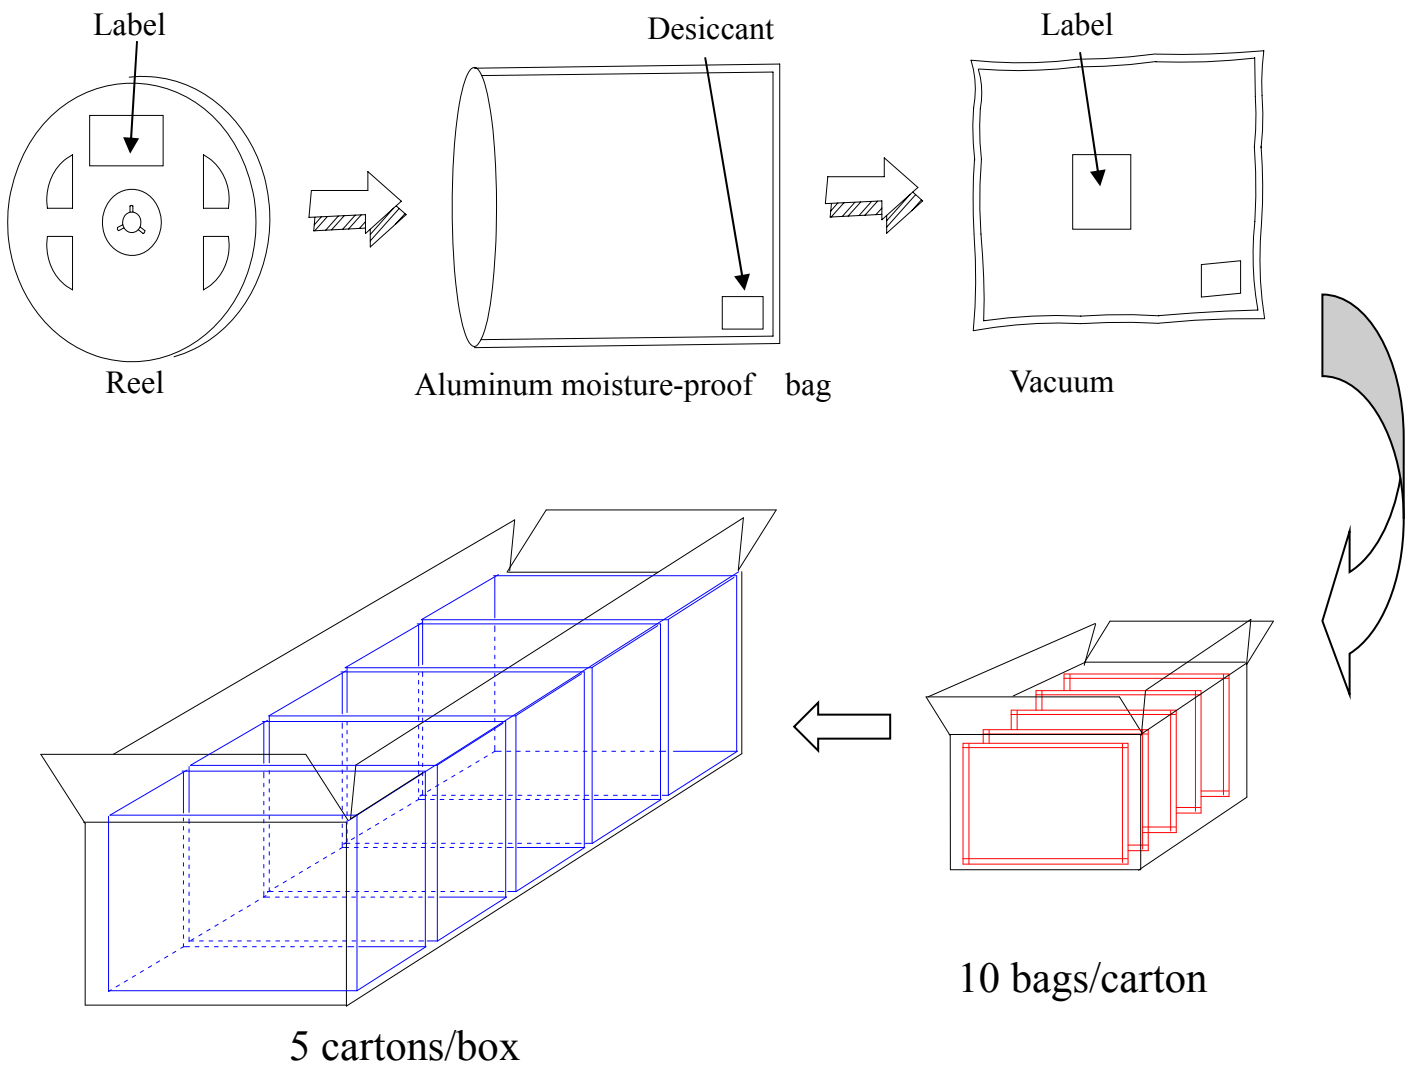 Label
Desiccant
Label
Reel
Aluminum moisture-proof bag
Vacuum
10 bags/carton
5 cartons/box